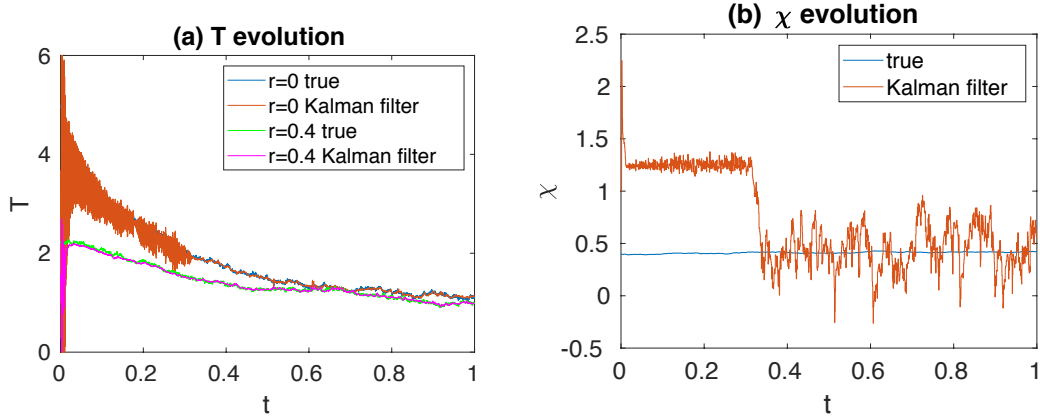 (a) T evolution
6
4
2
0
T
r=0 true
r=0 Kalman filter
r=0.4 true
r=0.4 Kalman filter
0 0.2 0.4 0.6 0.8 1
t
(b) χ evolution
2.5
2
1.5
1
0.5
0
-0.5
χ
true
Kalman filter
0 0.2 0.4 0.6 0.8 1
t